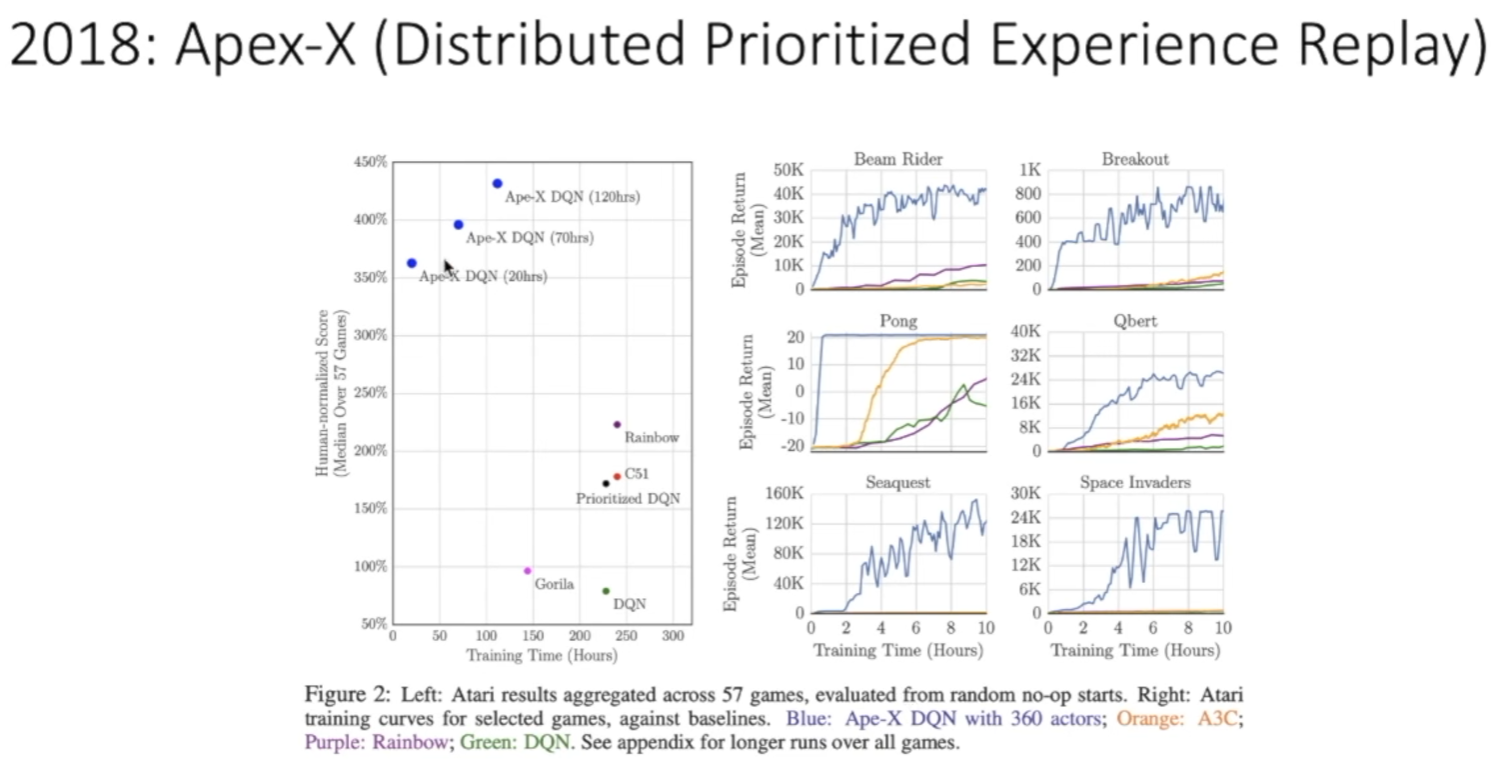 2018: Apex-X (Distributed Prioritized Experience Replay)
450%
400%
350%
300%
250%
200%
150%
100%
50%
Human-normalized Score
(Median Over 57 Games)
Ape-X DQN (120hrs)
Ape-X DQN (70hrs)
Ape-X DQN (20hrs)
Rainbow
C51
Prioritized DQN
Gorila
DQN
0 50 100 150 200 250 300
Training Time (Hours)
Beam Rider
Episode Return
(Mean)
50K
40K
30K
20K
10K
0
Breakout
1K
800
600
400
200
0
Pong
Episode Return
(Mean)
20
10
0
-10
-20
Qbert
40K
32K
24K
16K
8K
0
Seaquest
Episode Return
(Mean)
160K
120K
80K
40K
0
0 2 4 6 8 10
Training Time (Hours)
Space Invaders
30K
24K
18K
12K
6K
0
0 2 4 6 8 10
Training Time (Hours)
Figure 2: Left: Atari results aggregated across 57 games, evaluated from random no-op starts. Right: Atari
training curves for selected games, against baselines. Blue: Ape-X DQN with 360 actors; Orange: A3C;
Purple: Rainbow; Green: DQN. See appendix for longer runs over all games.